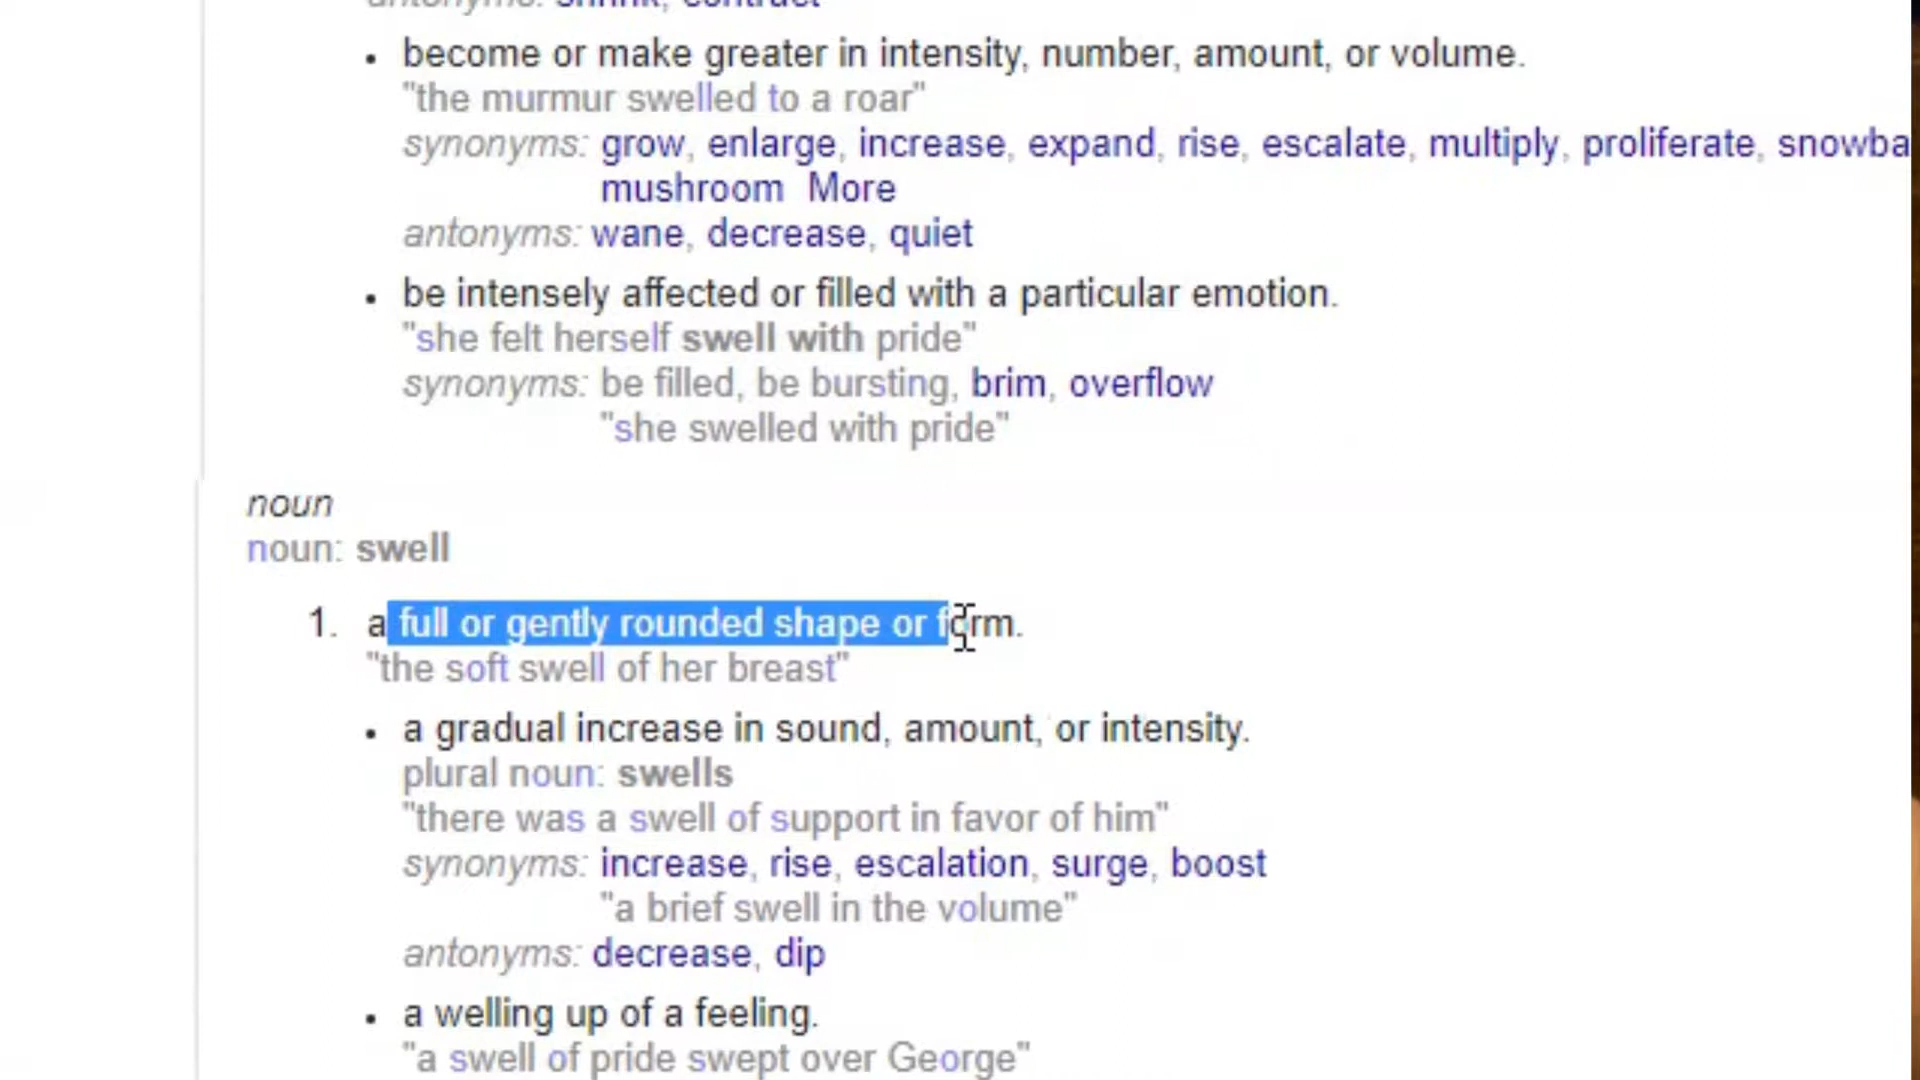 antonyms: shrink, contract
• become or make greater in intensity, number, amount, or volume.
"the murmur swelled to a roar"
synonyms: grow, enlarge, increase, expand, rise, escalate, multiply, proliferate, snowba
mushroom More
antonyms: wane, decrease, quiet
• be intensely affected or filled with a particular emotion.
"she felt herself swell with pride"
synonyms: be filled, be bursting, brim, overflow
"she swelled with pride"
noun
noun: swell
1. a full or gently rounded shape or form.
"the soft swell of her breast"
• a gradual increase in sound, amount, or intensity.
plural noun: swells
"there was a swell of support in favor of him"
synonyms: increase, rise, escalation, surge, boost
"a brief swell in the volume"
antonyms: decrease, dip
• a welling up of a feeling.
"a swell of pride swept over George"